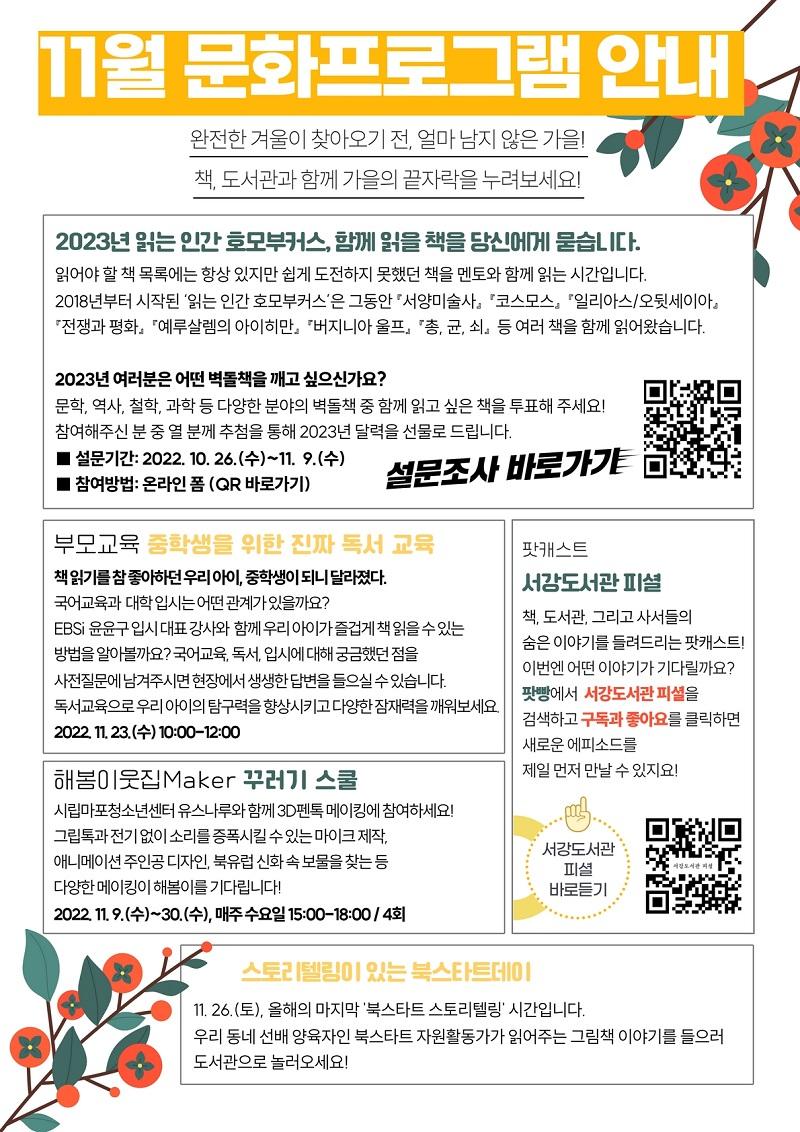 11월 문화프로그램 안내
완전한 겨울이 찾아오기 전, 얼마 남지 않은 가을!
책, 도서관과 함께 가을의 끝자락을 누려보세요!
2023년 읽는 인간 호모부커스, 함께 읽을 책을 당신에게 묻습니다.
읽어야 할 책 목록에는 항상 있지만 쉽게 도전하지 못했던 책을 멘토와 함께 읽는 시간입니다.
2018년부터 시작된 '읽는 인간 호모부커스'은 그동안 『서양미술사』 『코스모스』 『일리아스/오뒷세이아』
『전쟁과 평화』 『예루살렘의 아이히만』 『버지니아 울프』 『총, 균, 쇠』 등 여러 책을 함께 읽어왔습니다.
2023년 여러분은 어떤 벽돌책을 깨고 싶으신가요?
문학, 역사, 철학, 과학 등 다양한 분야의 벽돌책 중 함께 읽고 싶은 책을 투표해 주세요!
참여해주신 분 중 열 분께 추첨을 통해 2023년 달력을 선물로 드립니다.
■ 설문기간: 2022. 10. 26.(수)~11. 9.(수)
■ 참여방법: 온라인 폼 (QR 바로가기)
설문조사 바로가기
부모교육 중학생을 위한 진짜 독서 교육
책 읽기를 참 좋아하던 우리 아이, 중학생이 되니 달라졌다.
국어교육과 대학 입시는 어떤 관계가 있을까요?
EBSi 윤윤구 입시 대표 강사와 함께 우리 아이가 즐겁게 책 읽을 수 있는
방법을 알아볼까요? 국어교육, 독서, 입시에 대해 궁금했던 점을
사전질문에 남겨주시면 현장에서 생생한 답변을 들으실 수 있습니다.
독서교육으로 우리 아이의 탐구력을 향상시키고 다양한 잠재력을 깨워보세요.
2022. 11. 23.(수) 10:00-12:00
해봄이웃집Maker 꾸러기 스쿨
시립마포청소년센터 유스나루와 함께 3D펜톡 메이킹에 참여하세요!
그립톡과 전기 없이 소리를 증폭시킬 수 있는 마이크 제작,
애니메이션 주인공 디자인, 북유럽 신화 속 보물을 찾는 등
다양한 메이킹이 해봄이를 기다립니다!
2022. 11. 9.(수)~30.(수), 매주 수요일 15:00-18:00 / 4회
팟캐스트
서강도서관 피셜
책, 도서관, 그리고 사서들의
숨은 이야기를 들려드리는 팟캐스트!
이번엔 어떤 이야기가 기다릴까요?
팟빵에서 서강도서관 피셜을
검색하고 구독과 좋아요를 클릭하면
새로운 에피소드를
제일 먼저 만날 수 있지요!
서강도서관
피셜
바로듣기
서강도서관 피셜
스토리텔링이 있는 북스타트데이
11. 26.(토), 올해의 마지막 '북스타트 스토리텔링' 시간입니다.
우리 동네 선배 양육자인 북스타트 자원활동가가 읽어주는 그림책 이야기를 들으러
도서관으로 놀러오세요!